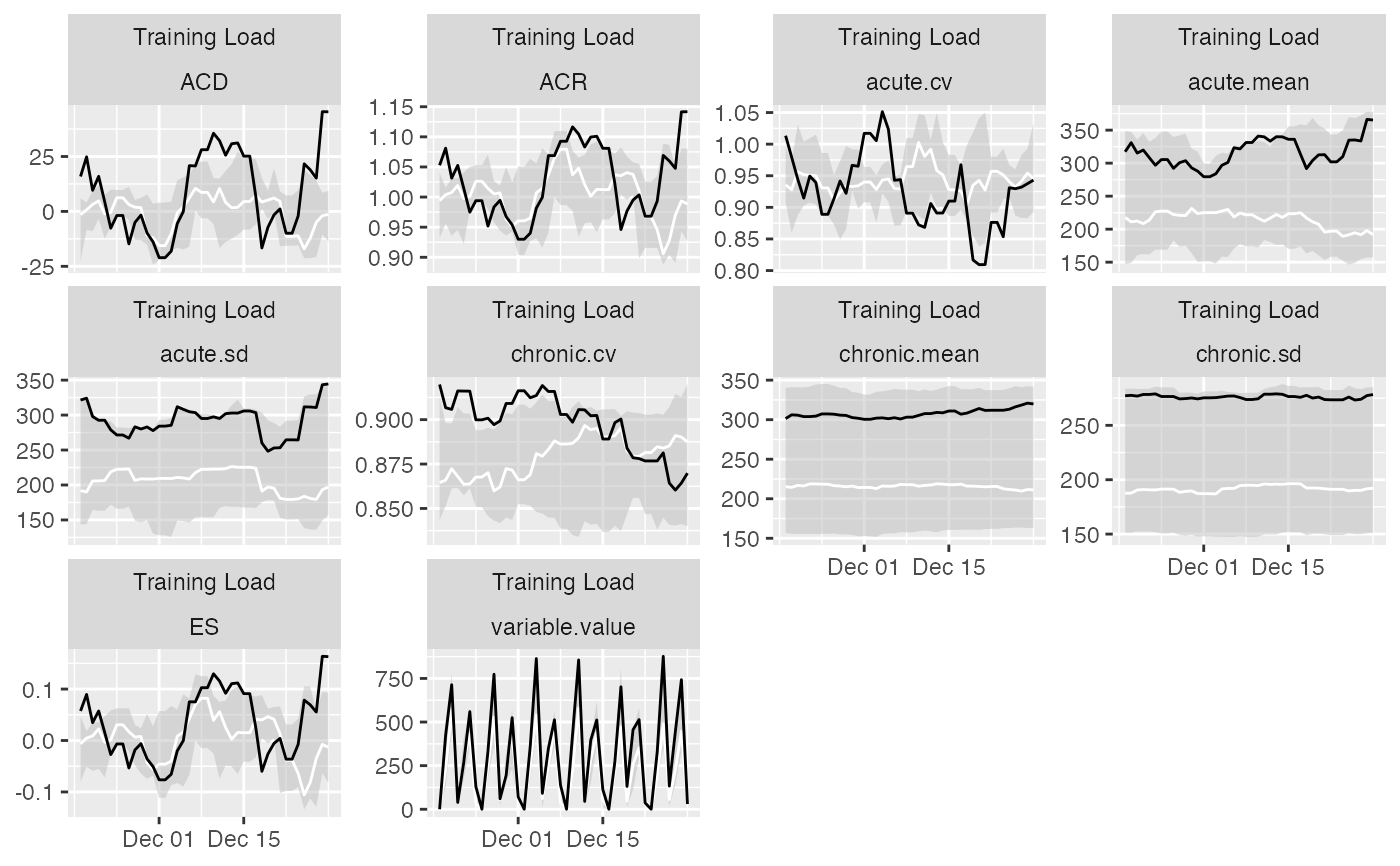 Training Load
ACD
25
0
-25
Training Load
ACR
1.15
1.10
1.05
1.00
0.95
0.90
Training Load
acute.cv
1.05
1.00
0.95
0.90
0.85
0.80
Training Load
acute.mean
350
300
250
200
150
Training Load
acute.sd
350
300
250
200
150
Training Load
chronic.cv
0.900
0.875
0.850
Training Load
chronic.mean
350
300
250
200
150
Dec 01 Dec 15
Training Load
chronic.sd
250
200
150
Dec 01 Dec 15
Training Load
ES
0.1
0.0
-0.1
Dec 01 Dec 15
Training Load
variable.value
750
500
250
0
Dec 01 Dec 15